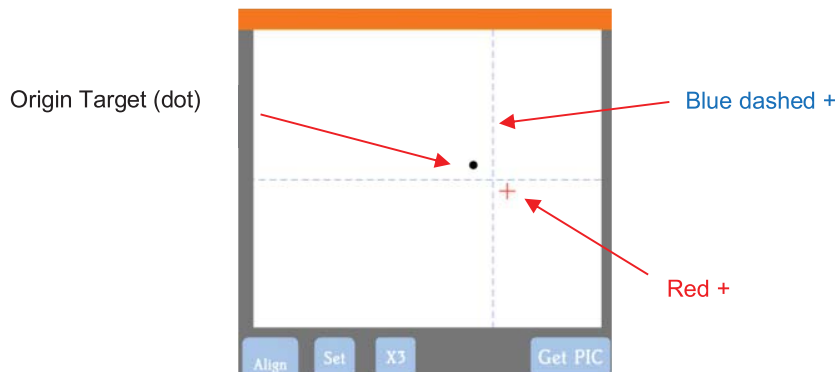 Origin Target (dot)
Blue dashed +
Red +
Align
Set
X3
Get PIC